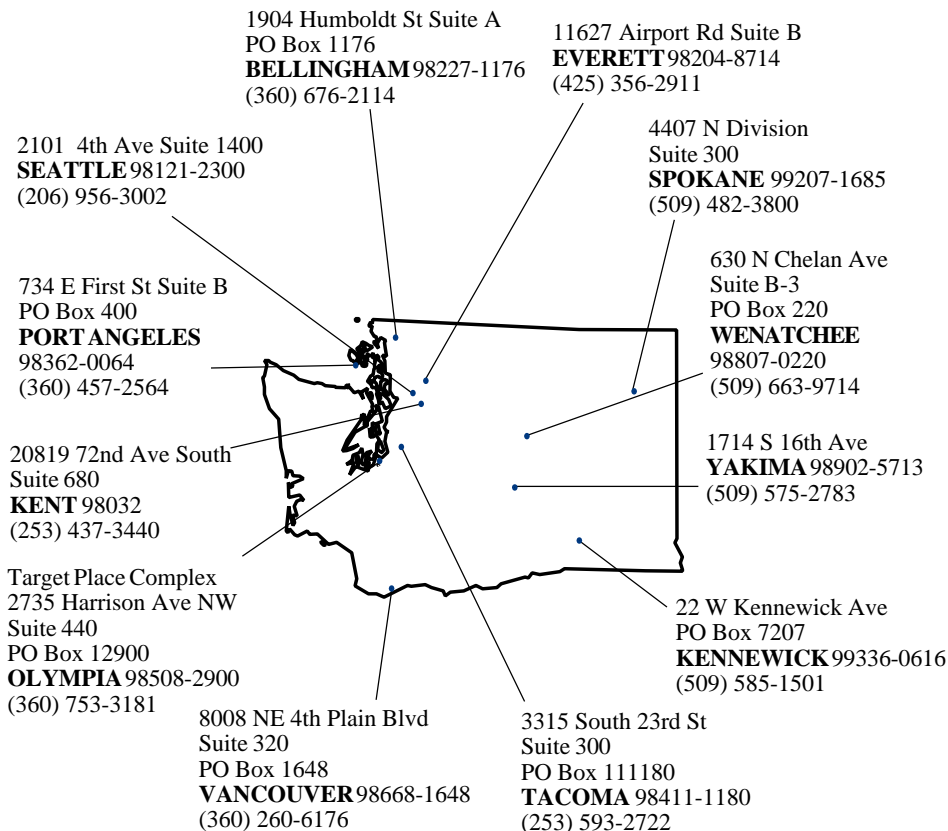 1904 Humboldt St Suite A
PO Box 1176
BELLINGHAM 98227-1176
(360) 676-2114
11627 Airport Rd Suite B
EVERETT 98204-8714
(425) 356-2911
2101 4th Ave Suite 1400
SEATTLE 98121-2300
(206) 956-3002
4407 N Division
Suite 300
SPOKANE 99207-1685
(509) 482-3800
734 E First St Suite B
PO Box 400
PORT ANGELES
98362-0064
(360) 457-2564
630 N Chelan Ave
Suite B-3
PO Box 220
WENATCHEE
98807-0220
(509) 663-9714
20819 72nd Ave South
Suite 680
KENT 98032
(253) 437-3440
1714 S 16th Ave
YAKIMA 98902-5713
(509) 575-2783
Target Place Complex
2735 Harrison Ave NW
Suite 440
PO Box 12900
OLYMPIA 98508-2900
(360) 753-3181
22 W Kennewick Ave
PO Box 7207
KENNEWICK 99336-0616
(509) 585-1501
8008 NE 4th Plain Blvd
Suite 320
PO Box 1648
VANCOUVER 98668-1648
(360) 260-6176
3315 South 23rd St
Suite 300
PO Box 111180
TACOMA 98411-1180
(253) 593-2722